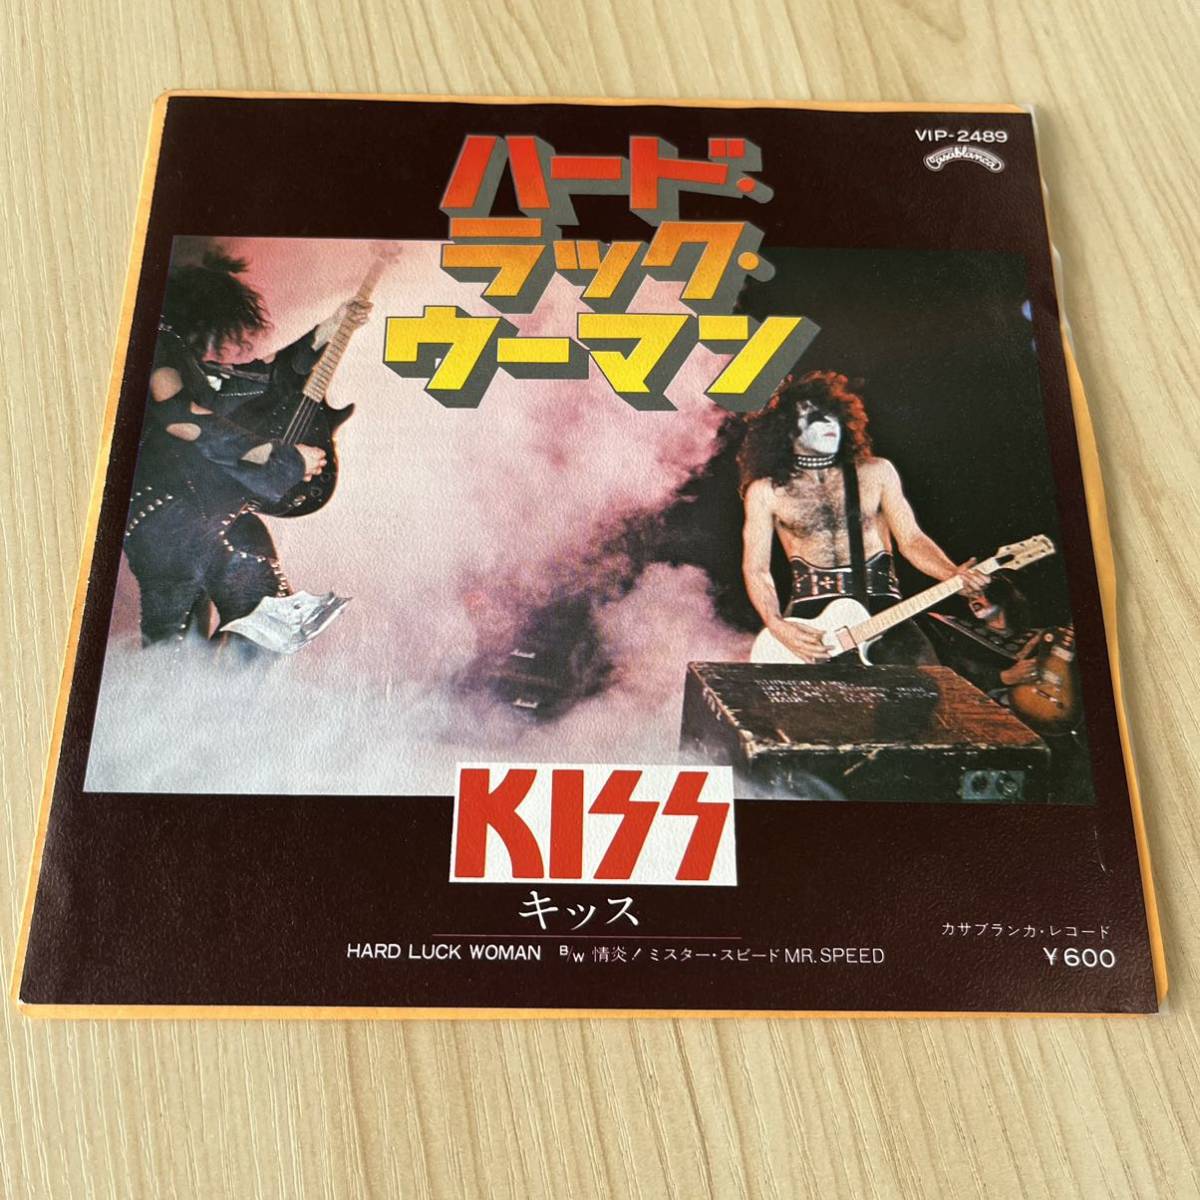 VIP-2489
Casablanca
ハード・
ラック・
ウーマン
KISS
キッス
HARD LUCK WOMAN B/W 情炎!ミスター・スピード MR. SPEED
カサブランカ・レコード
¥600